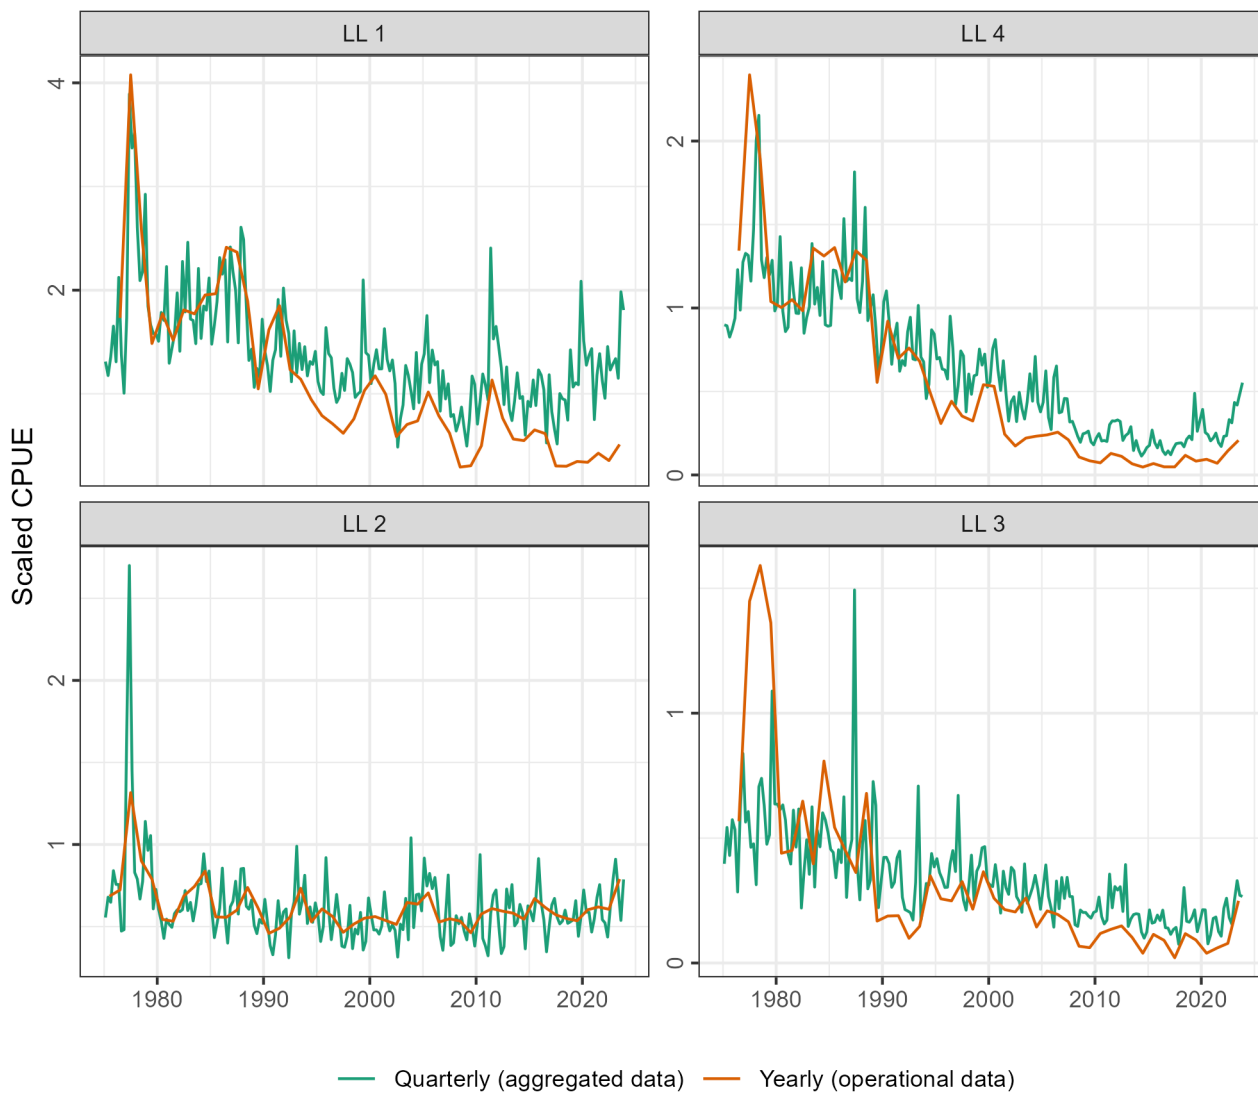 LL 1
LL 4
4
2
2
1
0
Scaled CPUE
LL 2
LL 3
2
1
1
0
1980
1990
2000
2010
2020
1980
1990
2000
2010
2020
Quarterly (aggregated data)
Yearly (operational data)